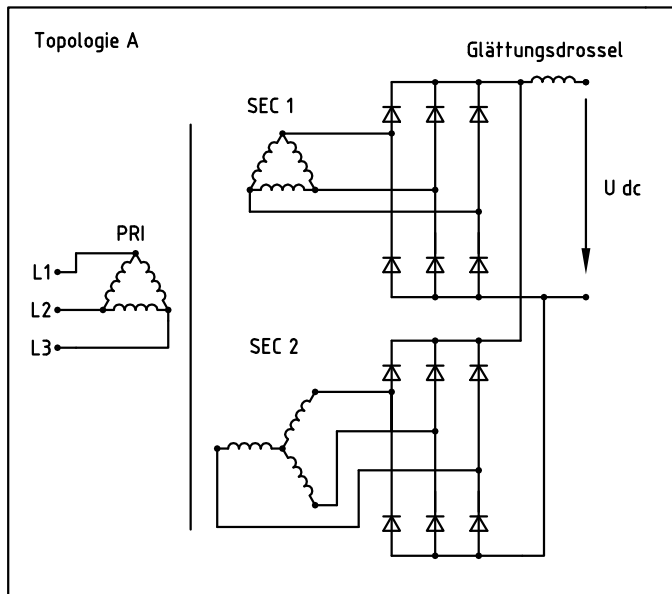 Topologie A
Glättungsdrossel
SEC 1
U dc
PRI
L1
L2
L3
SEC 2